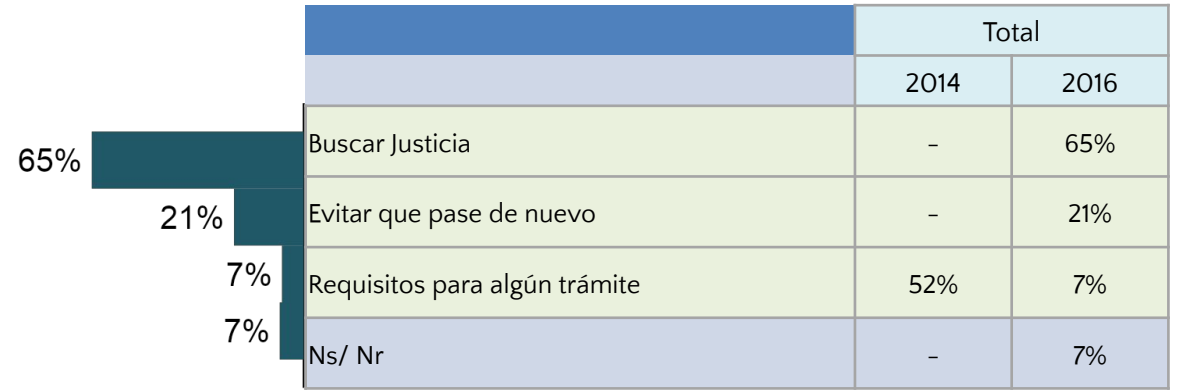 Total
2014 2016
65% Buscar Justicia - 65%
21% Evitar que pase de nuevo - 21%
7% Requisitos para algún trámite 52% 7%
7% Ns/ Nr - 7%